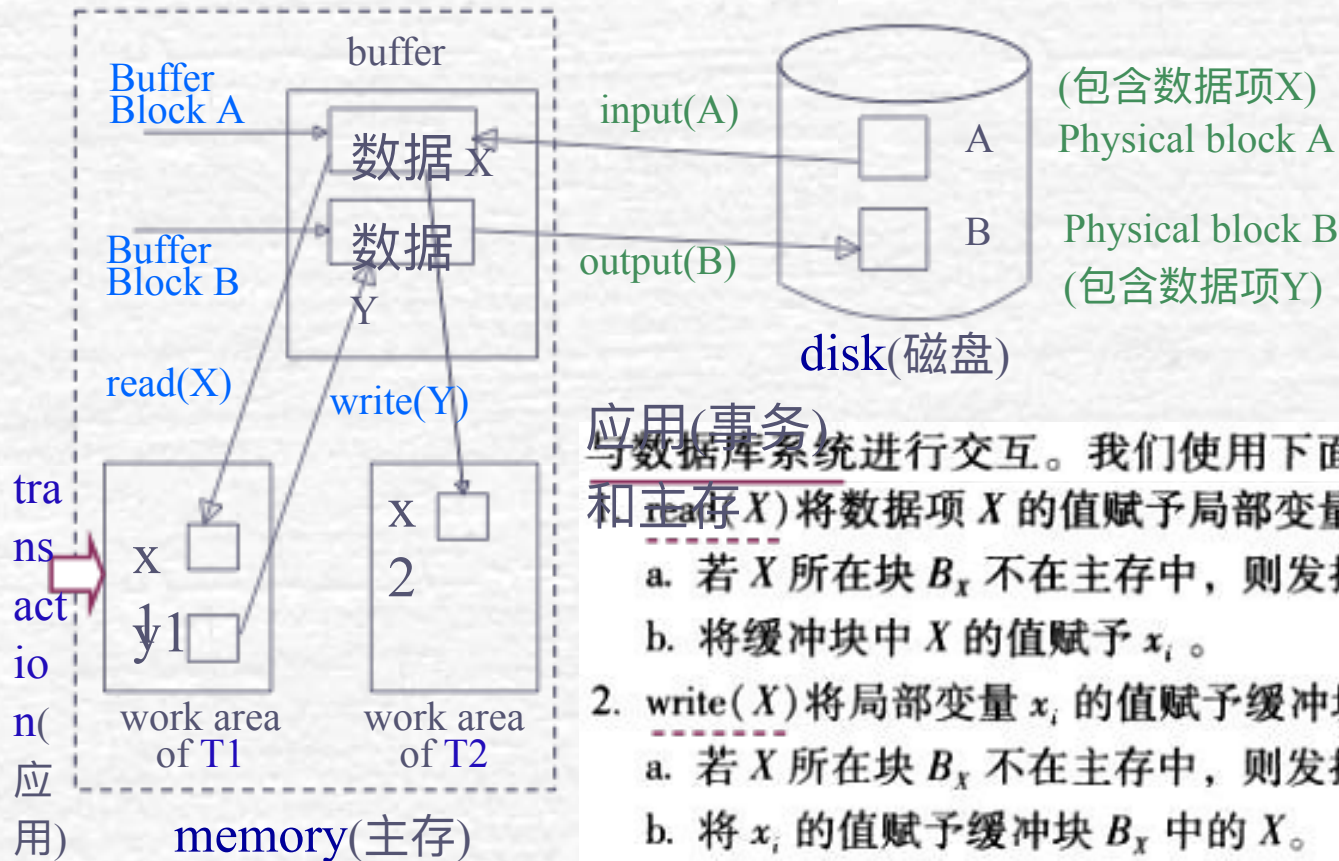 buffer
Buffer
Block A
数据 X
Buffer
Block B
数据
Y
input(A)
output(B)
A
B
(包含数据项X)
Physical block A
Physical block B
(包含数据项Y)
disk(磁盘)
read(X)
write(Y)
tra
ns
act
io
n(
应
用)
x
1
y1
x
2
work area
of T1
work area
of T2
memory(主存)
应用(事务)
和主存
与数据库系统进行交互。我们使用下面
1. read(X)将数据项 X 的值赋予局部变量
a. 若 X 所在块 Bx 不在主存中，则发
b. 将缓冲块中 X 的值赋予 xi 。
2. write(X)将局部变量 xi 的值赋予缓冲
a. 若 X 所在块 Bx 不在主存中，则发
b. 将 xi 的值赋予缓冲块 Bx 中的 X。